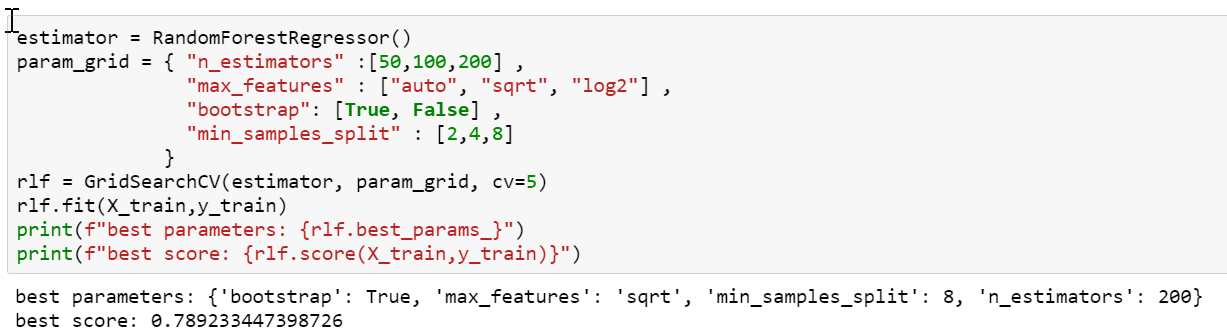 estimator = RandomForestRegressor()
param_grid = { "n_estimators" :[50,100,200] ,
"max_features" : ["auto", "sqrt", "log2"] ,
"bootstrap": [True, False] ,
"min_samples_split" : [2,4,8]
}
rlf = GridSearchCV(estimator, param_grid, cv=5)
rlf.fit(X_train,y_train)
print(f"best parameters: {rlf.best_params_}")
print(f"best score: {rlf.score(X_train,y_train)}")
best parameters: {'bootstrap': True, 'max_features': 'sqrt', 'min_samples_split': 8, 'n_estimators': 200}
best score: 0.789233447398726